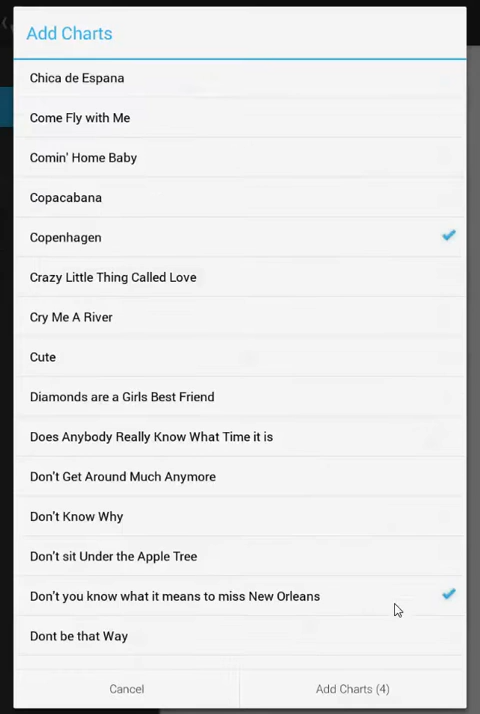 Add Charts
Chica de Espana
Come Fly with Me
Comin' Home Baby
Copacabana
Copenhagen
Crazy Little Thing Called Love
Cry Me A River
Cute
Diamonds are a Girls Best Friend
Does Anybody Really Know What Time it is
Don't Get Around Much Anymore
Don't Know Why
Don't sit Under the Apple Tree
Don't you know what it means to miss New Orleans
Dont be that Way
Cancel
Add Charts (4)